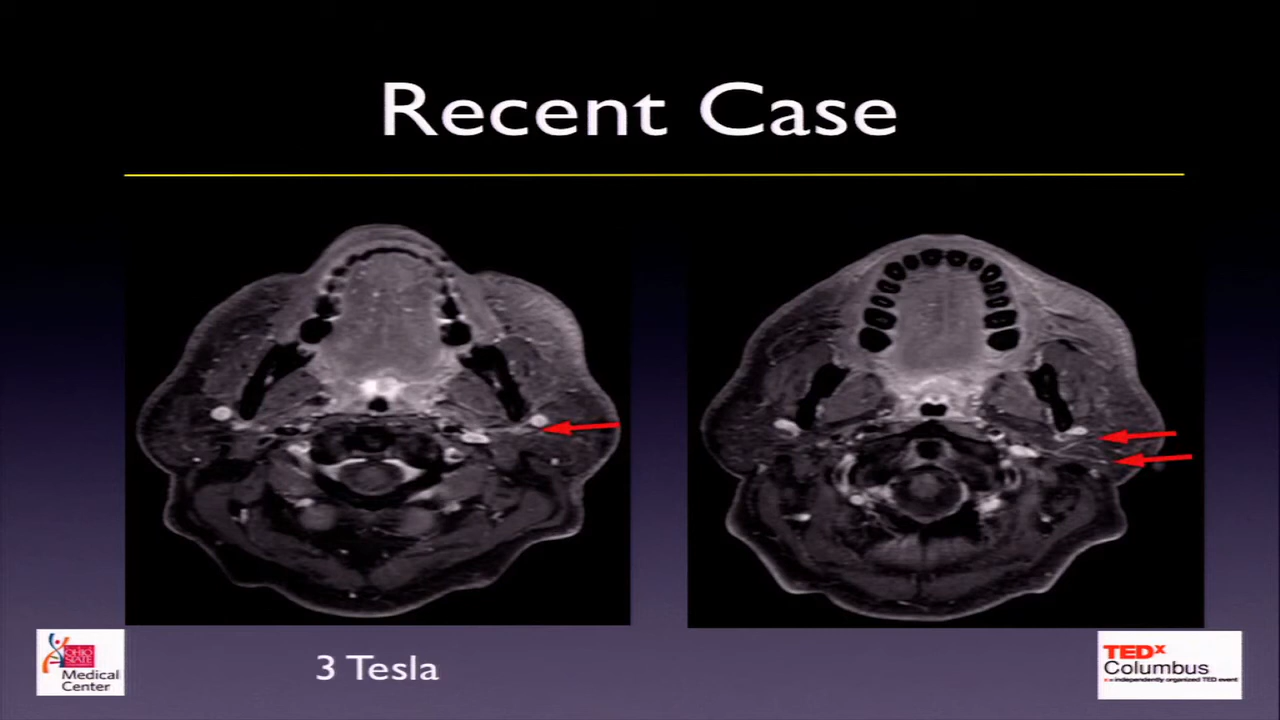 Recent Case
3 Tesla
OHIO
STATE
Medical
Center
TEDx
Columbus
x = independently organized TED event